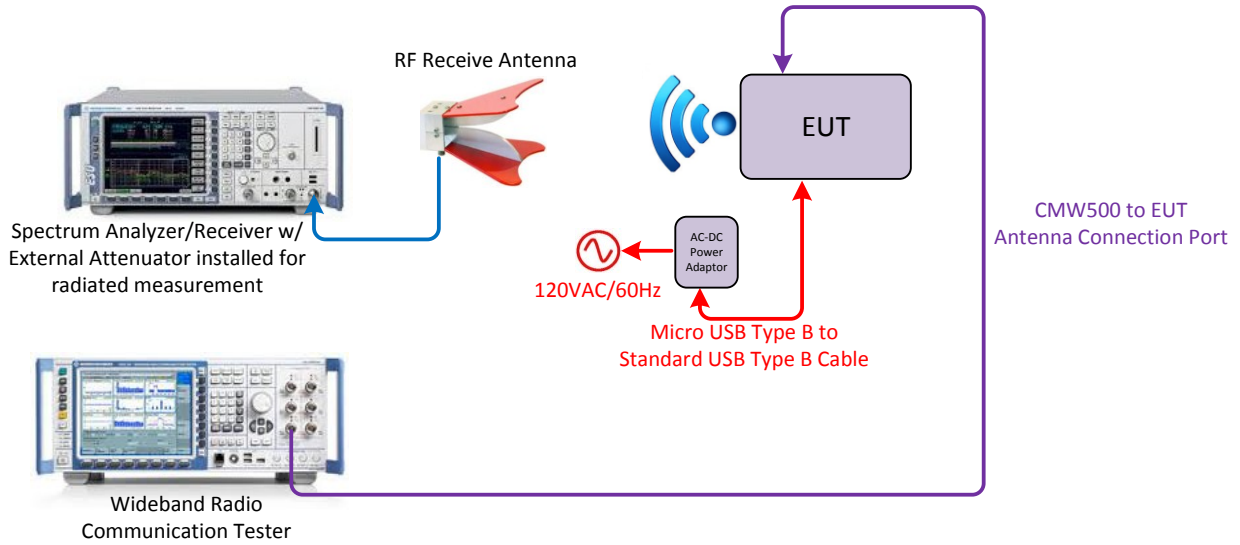 RF Receive Antenna
EUT
Spectrum Analyzer/Receiver w/
External Attenuator installed for
radiated measurement
AC-DC
Power
Adaptor
120VAC/60Hz
Micro USB Type B to
Standard USB Type B Cable
CMW500 to EUT
Antenna Connection Port
Wideband Radio
Communication Tester